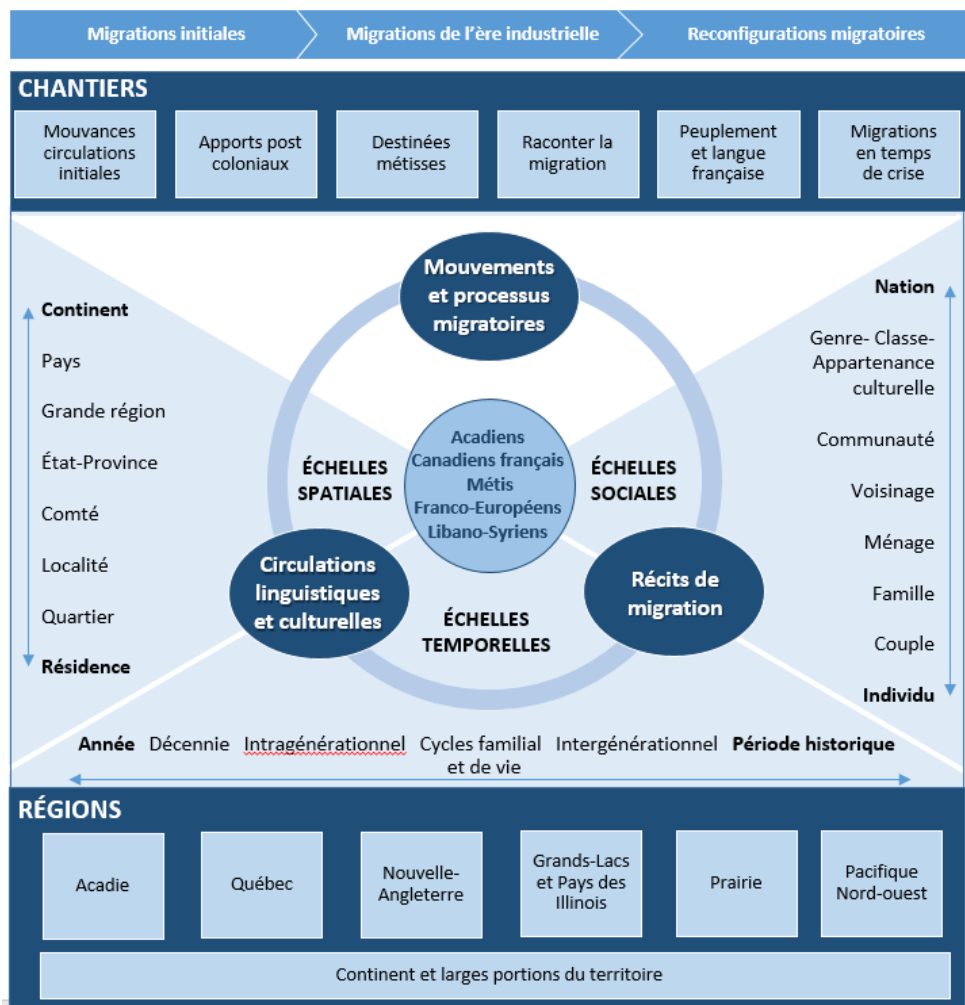 Migrations initiales
Migrations de l'ère industrielle
Reconfigurations migratoires
CHANTIERS
Mouvances
circulations
initiales
Apports post
coloniaux
Destinées
métisses
Raconter la
migration
Peuplement
et langue
française
Migrations
en temps
de crise
Mouvements
et processus
migratoires
Continent
Pays
Grande région
État-Province
Comté
Localité
Quartier
Résidence
ÉCHELLES
SPATIALES
Acadiens
Canadiens français
Métis
Franco-Européens
Libano-Syriens
ÉCHELLES
SOCIALES
Nation
Genre- Classe-
Appartenance
culturelle
Communauté
Voisinage
Ménage
Famille
Couple
Individu
Circulations
linguistiques
et culturelles
ÉCHELLES
TEMPORELLES
Récits de
migration
Année
Décennie
Intragénérationnel
Cycles familial
et de vie
Intergénérationnel
Période historique
RÉGIONS
Acadie
Québec
Nouvelle-
Angleterre
Grands-Lacs
et Pays des
Illinois
Prairie
Pacifique
Nord-ouest
Continent et larges portions du territoire